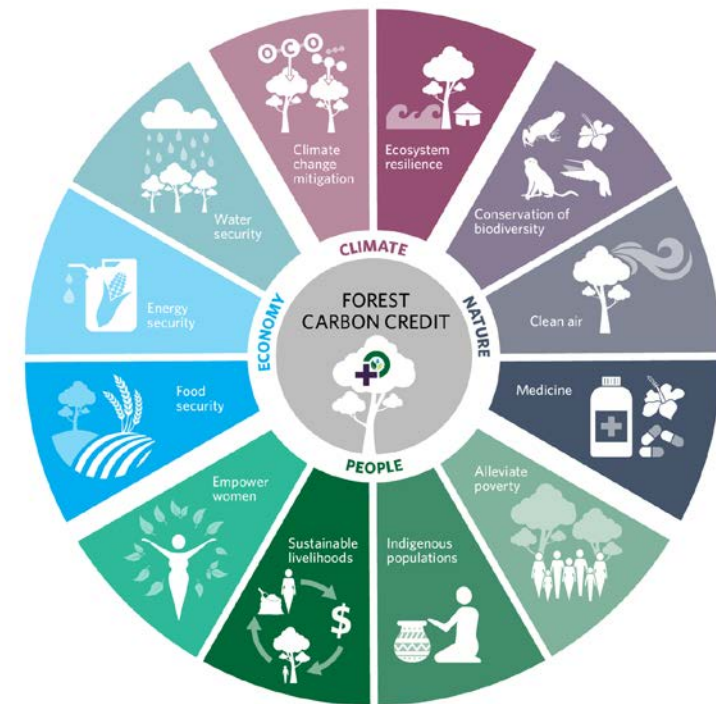 OCO
Climate
change
mitigation
Ecosystem
resilience
Conservation of
biodiversity
Clean air
Medicine
Alleviate
poverty
Indigenous
populations
Sustainable
livelihoods
$
Empower
women
Food
security
Energy
security
Water
security
CLIMATE
NATURE
PEOPLE
ECONOMY
FOREST
CARBON CREDIT